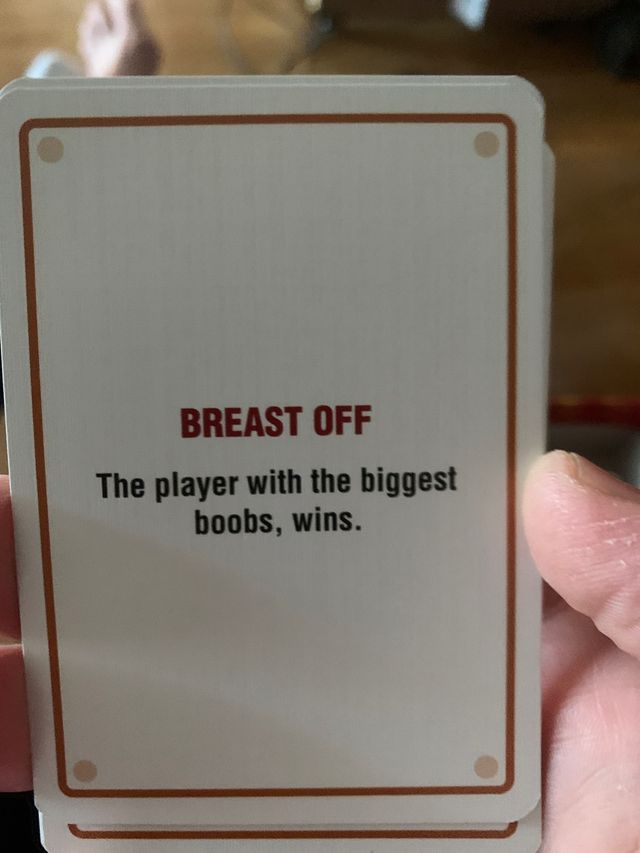 BREAST OFF
The player with the biggest
boobs, wins.